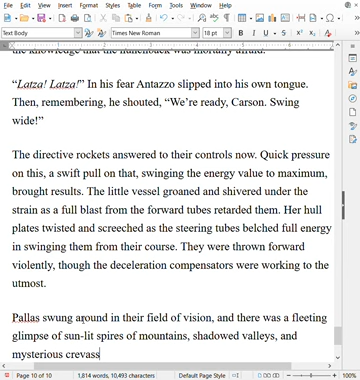 File Edit View Insert Format Styles Table Form Tools Window Help
Text Body Times New Roman 18 pt
“Latza! Latza!” In his fear Antazzo slipped into his own tongue.
Then, remembering, he shouted, “We’re ready, Carson. Swing
wide!”
The directive rockets answered to their controls now. Quick pressure
on this, a swift pull on that, swinging the energy value to maximum,
brought results. The little vessel groaned and shivered under the
strain as a full blast from the forward tubes retarded them. Her hull
plates twisted and screeched as the steering tubes belched full energy
in swinging them from their course. They were thrown forward
violently, though the deceleration compensators were working to the
utmost.
Pallas swung around in their field of vision, and there was a fleeting
glimpse of sun-lit spires of mountains, shadowed valleys, and
mysterious crevass
Page 10 of 10 1,814 words, 10,493 characters Default Page Style 100%